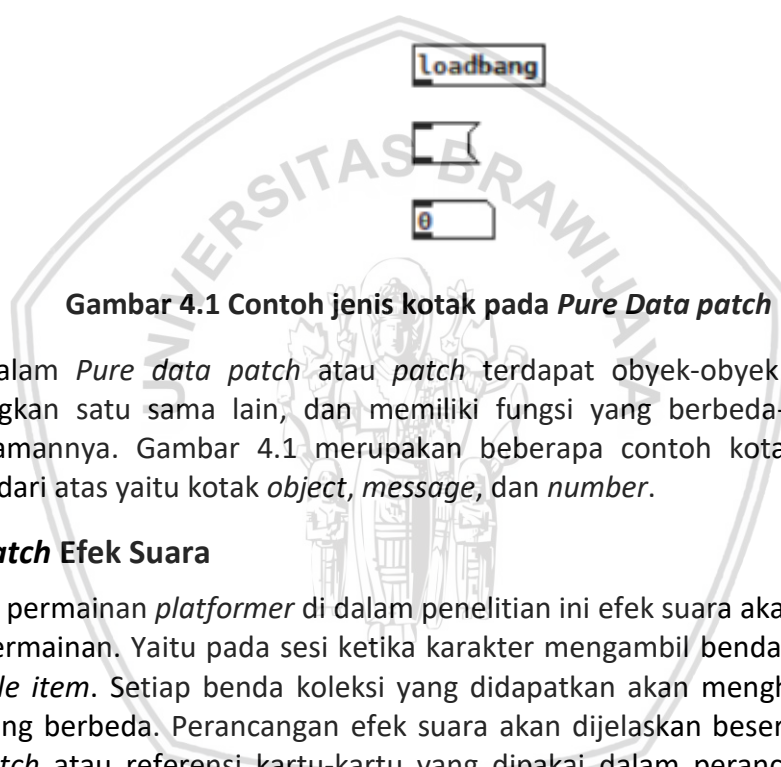 loadbang
0
UNIVERSITAS BRAWIJAYA
Gambar 4.1 Contoh jenis kotak pada Pure Data patch
alam Pure data patch atau patch terdapat obyek-obyek
gkan satu sama lain, dan memiliki fungsi yang berbeda-
amannya. Gambar 4.1 merupakan beberapa contoh kota
dari atas yaitu kotak object, message, dan number.
atch Efek Suara
permainan platformer di dalam penelitian ini efek suara aka
ermainan. Yaitu pada sesi ketika karakter mengambil benda
le item. Setiap benda koleksi yang didapatkan akan mengh
ng berbeda. Perancangan efek suara akan dijelaskan beser
atch atau referensi kartu-kartu yang dipakai dalam peranc